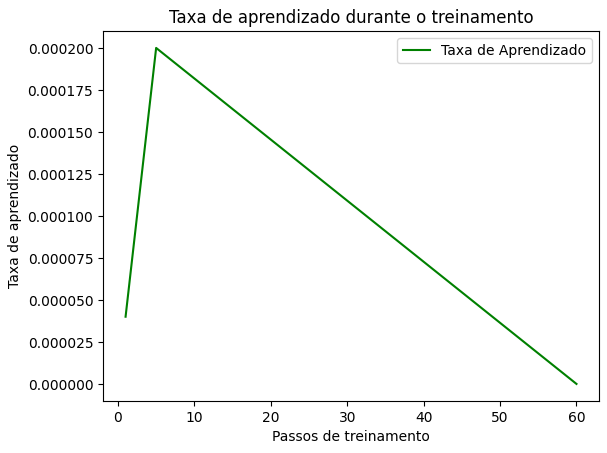 Taxa de aprendizado durante o treinamento
Taxa de Aprendizado
0.000200
0.000175
0.000150
0.000125
0.000100
0.000075
0.000050
0.000025
0.000000
Taxa de aprendizado
0 10 20 30 40 50 60
Passos de treinamento